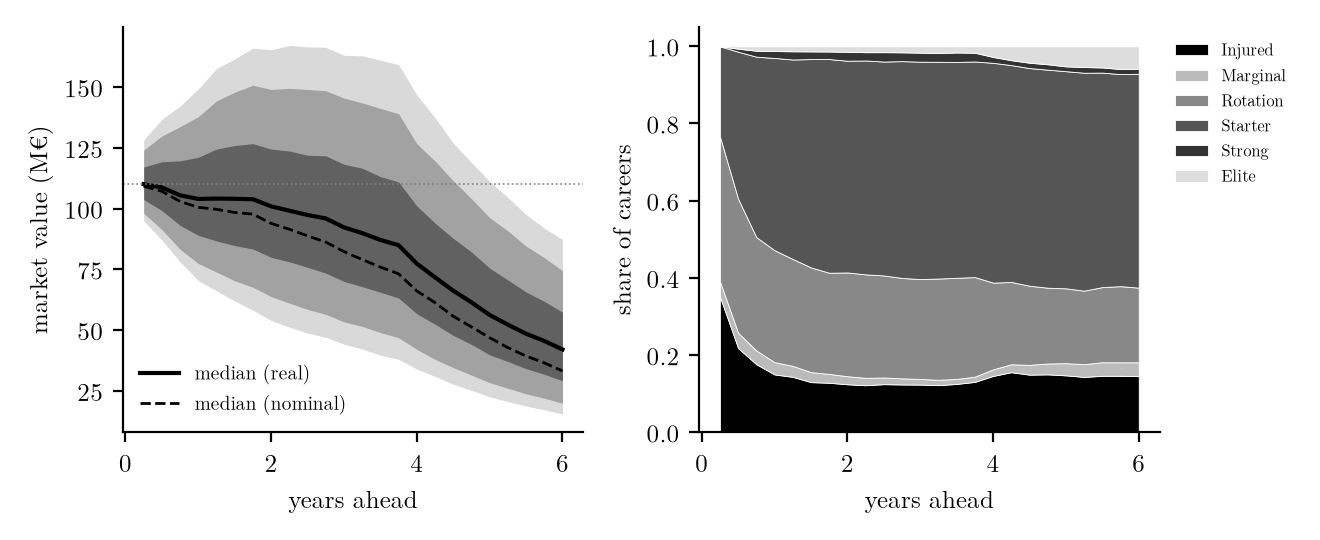 market value (M€)
150
125
100
75
50
25
median (real)
median (nominal)
0
2
4
6
years ahead
share of careers
1.0
0.8
0.6
0.4
0.2
0.0
0
2
4
6
years ahead
Injured
Marginal
Rotation
Starter
Strong
Elite